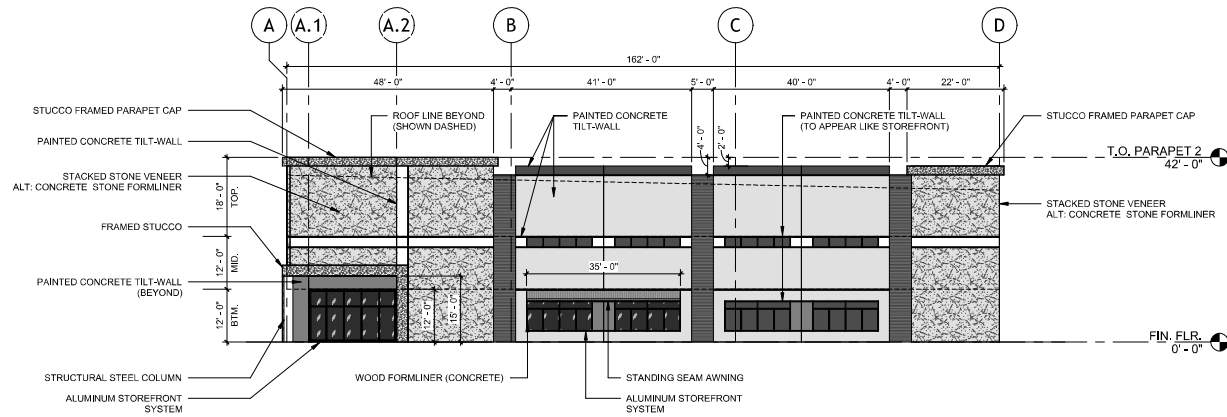 A
A.1
A.2
B
C
D
162' - 0"
48' - 0"
4' - 0"
41' - 0"
5' - 0"
40' - 0"
4' - 0"
22' - 0"
STUCCO FRAMED PARAPET CAP
PAINTED CONCRETE TILT-WALL
STACKED STONE VENEER
ALT: CONCRETE STONE FORMLINER
FRAMED STUCCO
PAINTED CONCRETE TILT-WALL
(BEYOND)
STRUCTURAL STEEL COLUMN
ALUMINUM STOREFRONT
SYSTEM
18' - 0"
TOP.
12' - 0"
MID.
12' - 0"
BTM.
ROOF LINE BEYOND
(SHOWN DASHED)
PAINTED CONCRETE
TILT-WALL
4' - 0"
2' - 0"
PAINTED CONCRETE TILT-WALL
(TO APPEAR LIKE STOREFRONT)
STUCCO FRAMED PARAPET CAP
T.O. PARAPET 2
42' - 0"
STACKED STONE VENEER
ALT: CONCRETE STONE FORMLINER
35' - 0"
12' - 0"
15' - 0"
FIN. FLR.
0' - 0"
WOOD FORMLINER (CONCRETE)
STANDING SEAM AWNING
ALUMINUM STOREFRONT
SYSTEM